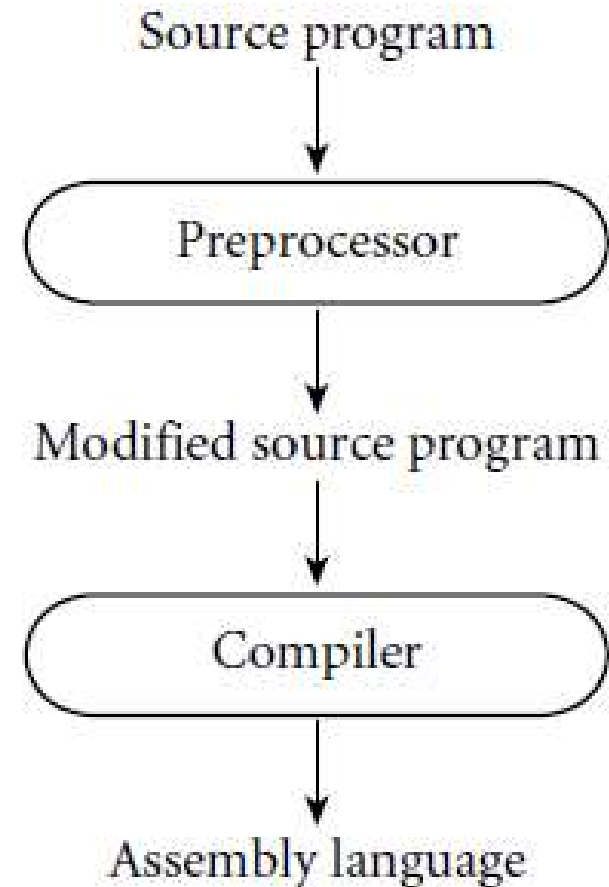 Source program
Preprocessor
Modified source program
Compiler
Assembly language